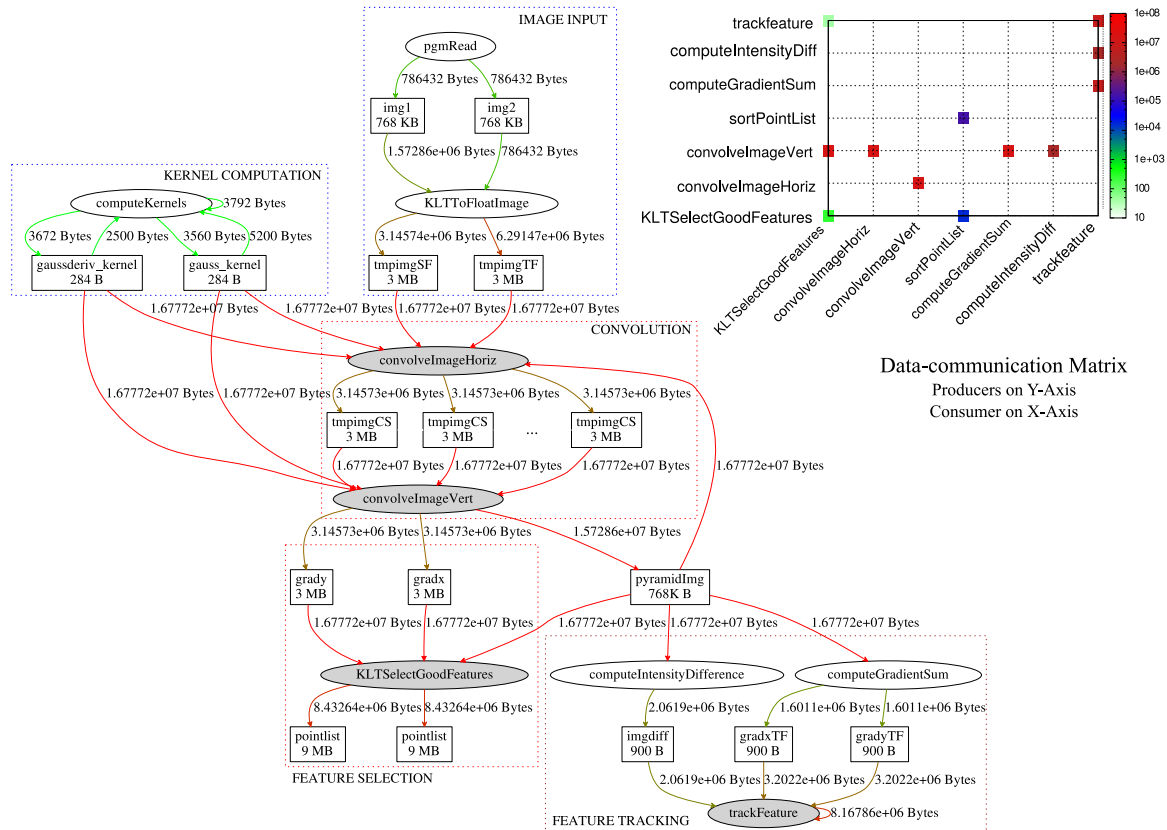 IMAGE INPUT
pgmRead
786432 Bytes
786432 Bytes
img1
768 KB
img2
768 KB
1.57286e+06 Bytes
786432 Bytes
KLTToFloatImage
3.14574e+06 Bytes
6.29147e+06 Bytes
tmpimgSF
3 MB
tmpimgTF
3 MB
KERNEL COMPUTATION
computeKernels
3792 Bytes
3672 Bytes
2500 Bytes
3560 Bytes
5200 Bytes
gaussderiv_kernel
284 B
gauss_kernel
284 B
1.67772e+07 Bytes
1.67772e+07 Bytes
1.67772e+07 Bytes
1.67772e+07 Bytes
CONVOLUTION
convolveImageHoriz
1.67772e+07 Bytes
1.67772e+07 Bytes
3.14573e+06 Bytes
3.14573e+06 Bytes
3.14573e+06 Bytes
tmpimgCS
3 MB
tmpimgCS
3 MB
...
tmpimgCS
3 MB
1.67772e+07 Bytes
1.67772e+07 Bytes
1.67772e+07 Bytes
1.67772e+07 Bytes
convolveImageVert
3.14573e+06 Bytes
3.14573e+06 Bytes
1.57286e+07 Bytes
grady
3 MB
gradx
3 MB
pyramidImg
768K B
1.67772e+07 Bytes
1.67772e+07 Bytes
1.67772e+07 Bytes
1.67772e+07 Bytes
1.67772e+07 Bytes
KLTSelectGoodFeatures
8.43264e+06 Bytes
8.43264e+06 Bytes
pointlist
9 MB
pointlist
9 MB
FEATURE SELECTION
computeIntensityDifference
computeGradientSum
2.0619e+06 Bytes
1.6011e+06 Bytes
1.6011e+06 Bytes
imgdiff
900 B
gradxTF
900 B
gradyTF
900 B
2.0619e+06 Bytes
3.2022e+06 Bytes
3.2022e+06 Bytes
trackFeature
8.16786e+06 Bytes
FEATURE TRACKING
trackfeature
computeIntensityDiff
computeGradientSum
sortPointList
convolveImageVert
convolveImageHoriz
KLTSelectGoodFeatures
KLTSelectGoodFeatures
convolveImageHoriz
convolveImageVert
sortPointList
computeGradientSum
computeIntensityDiff
trackfeature
1e+08
1e+07
1e+06
1e+05
1e+04
1e+03
100
10
Data-communication Matrix
Producers on Y-Axis
Consumer on X-Axis